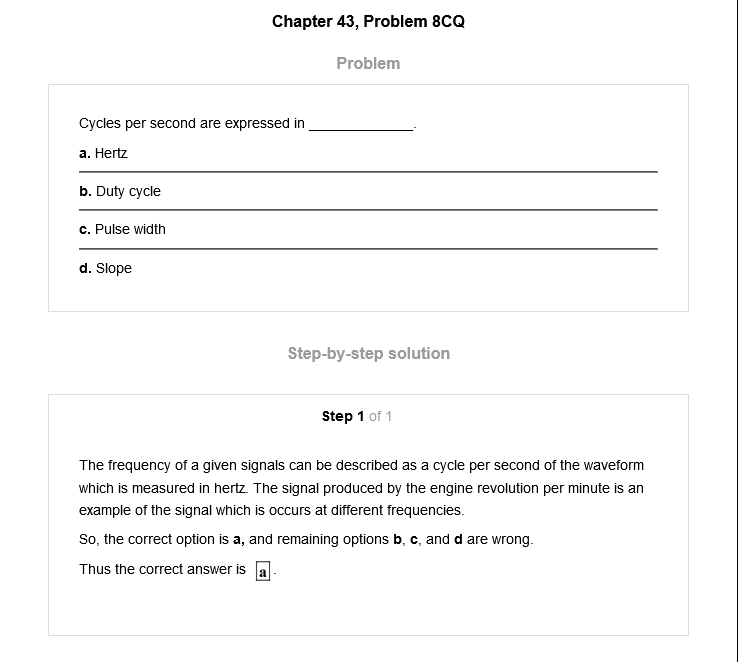 Chapter 43, Problem 8CQ
Problem
Cycles per second are expressed in _____________.
a. Hertz
b. Duty cycle
c. Pulse width
d. Slope
Step-by-step solution
Step 1 of 1
The frequency of a given signals can be described as a cycle per second of the waveform
which is measured in hertz. The signal produced by the engine revolution per minute is an
example of the signal which is occurs at different frequencies.
So, the correct option is a, and remaining options b, c, and d are wrong.
Thus the correct answer is a.